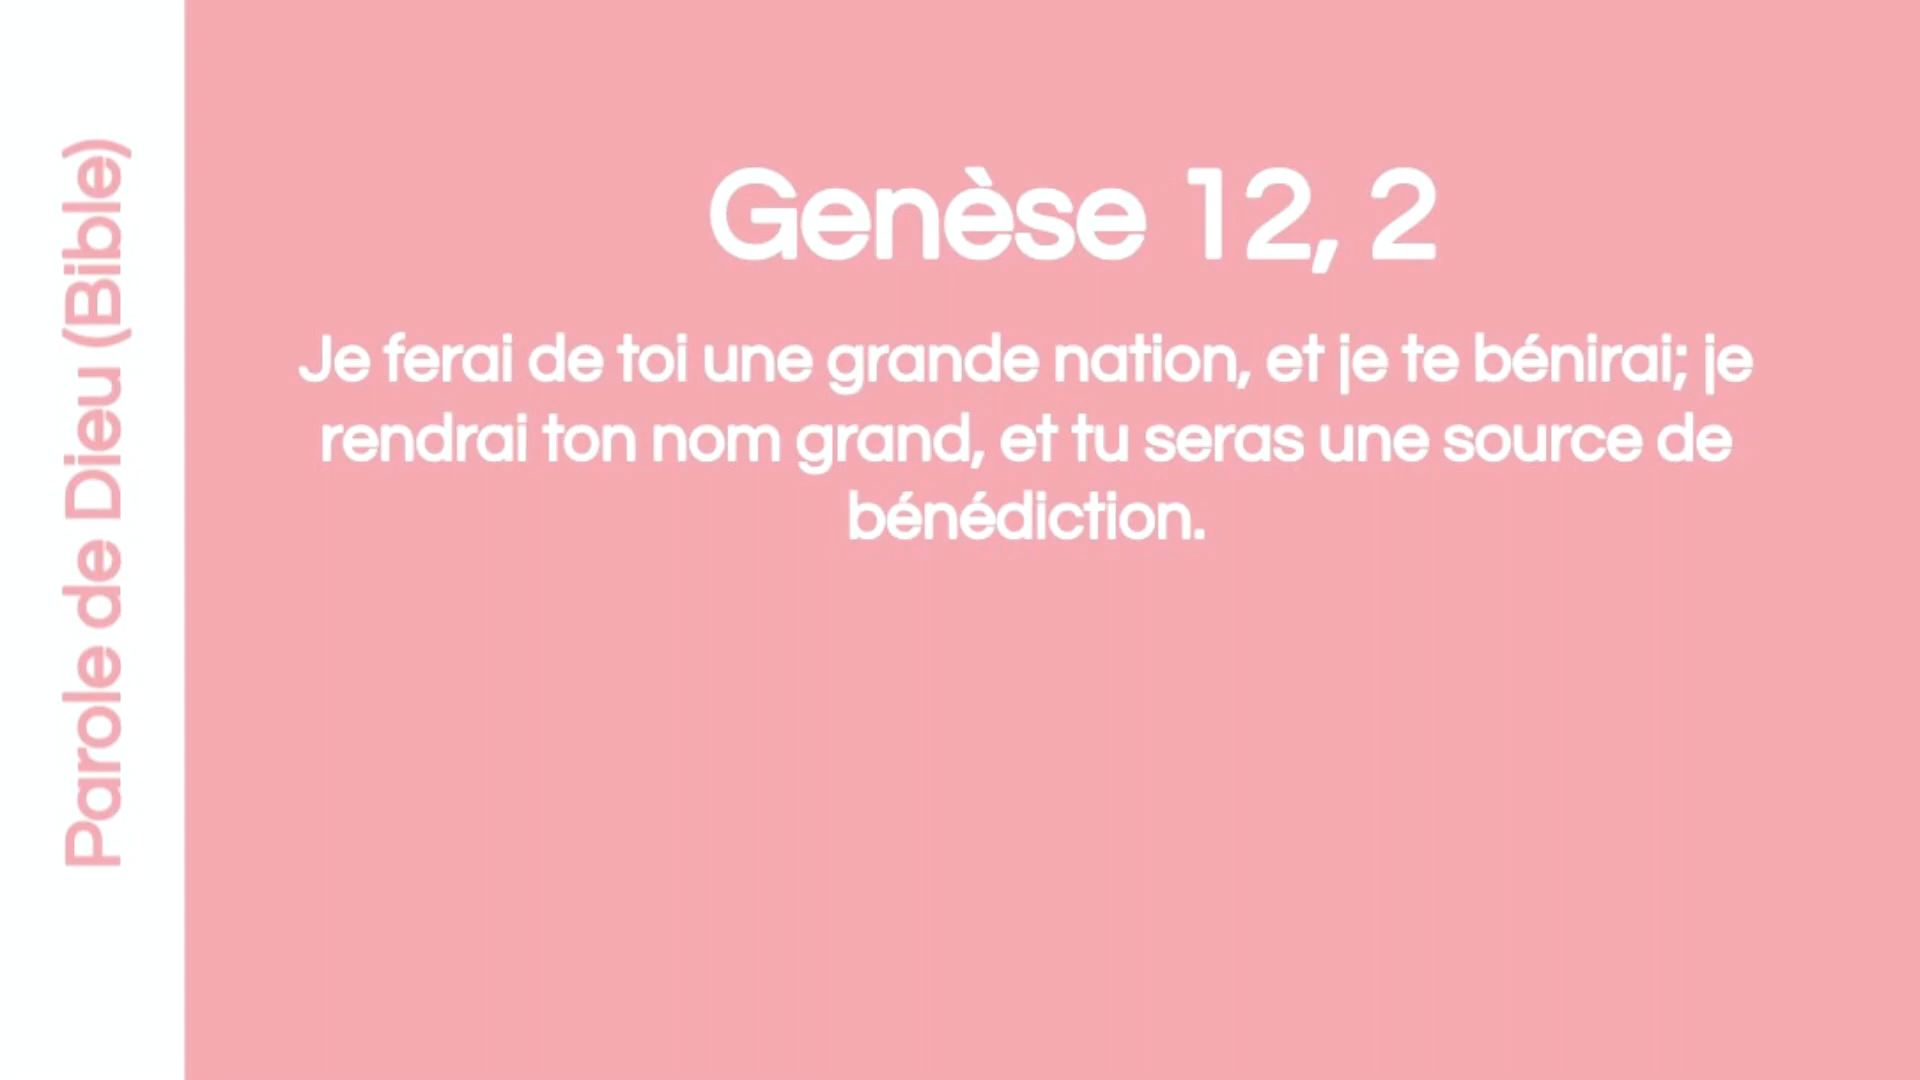 Parole de Dieu (Bible)
Genèse 12, 2
Je ferai de toi une grande nation, et je te bénirai; je
rendrai ton nom grand, et tu seras une source de
bénédiction.